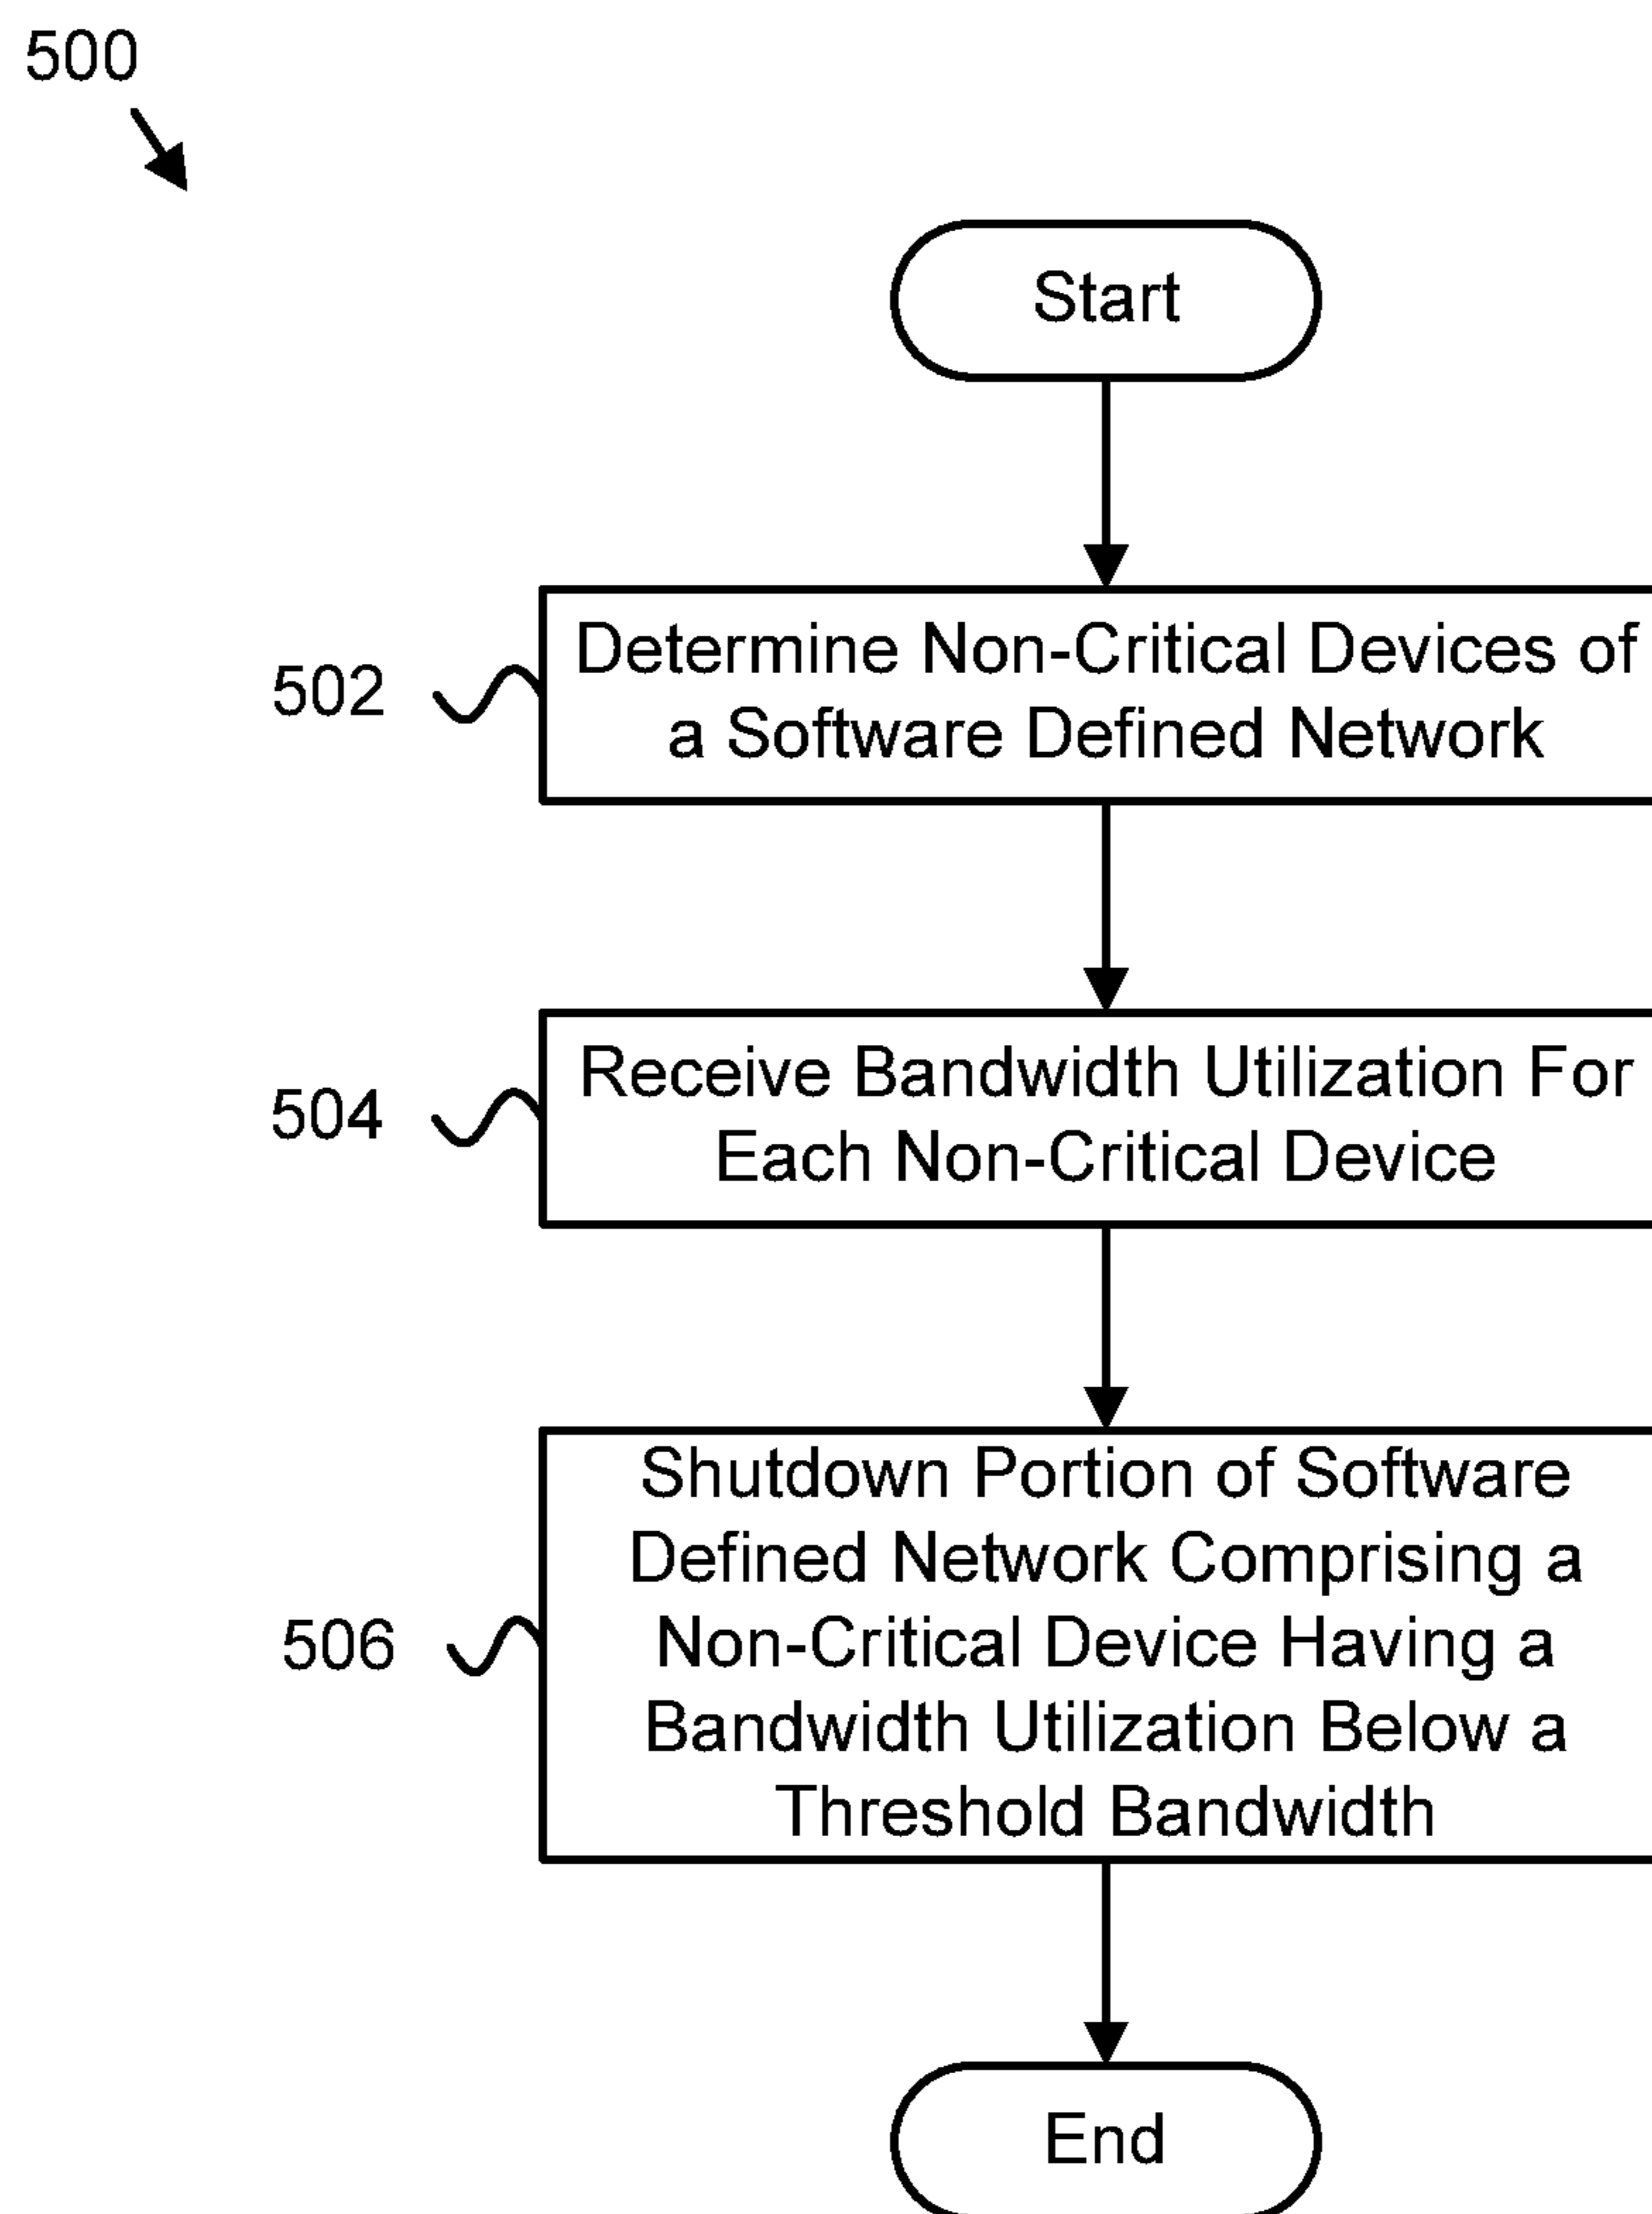 500
Start
502
Determine Non-Critical Devices of
a Software Defined Network
504
Receive Bandwidth Utilization For
Each Non-Critical Device
506
Shutdown Portion of Software
Defined Network Comprising a
Non-Critical Device Having a
Bandwidth Utilization Below a
Threshold Bandwidth
End